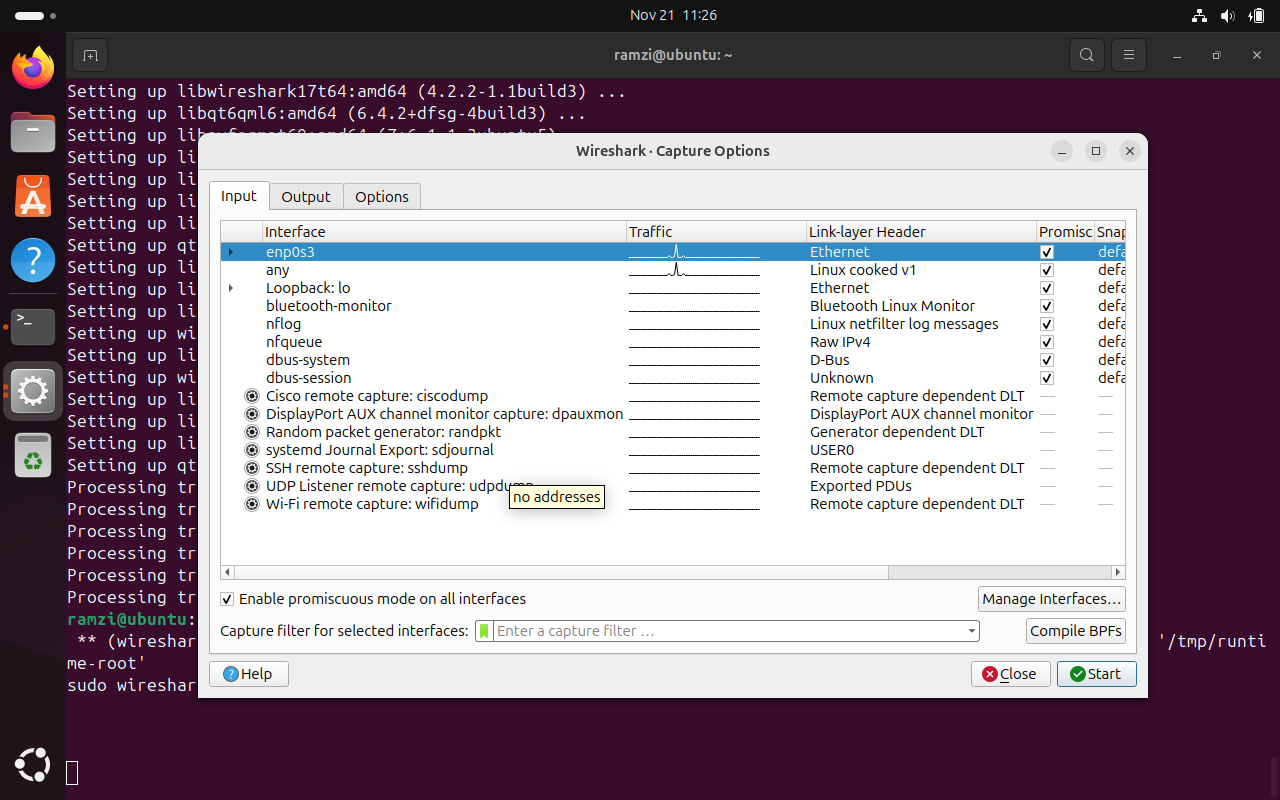 Nov 21 11:26
ramzi@ubuntu: ~
Setting up libwireshark17t64:amd64 (4.2.2-1.1build3) ...
Setting up libqt6qml6:amd64 (6.4.2+dfsg-4build3) ...
Setting up
Setting up li
Setting up li
Setting up li
Setting up li
Setting up qt
Setting up li
Setting up li
Setting up li
Setting up wi
Setting up li
Setting up wi
Setting up li
Setting up li
Setting up li
Setting up qt
Processing tr
Processing tr
Processing tr
Processing tr
Processing tr
Processing tr
ramzi@ubuntu:
** (wireshar '/tmp/runti
me-root'
sudo wireshar
Wireshark · Capture Options
Input Output Options
Interface Traffic Link-layer Header Promisc Snap
enp0s3 Ethernet defa
any Linux cooked v1 defa
Loopback: lo Ethernet defa
bluetooth-monitor Bluetooth Linux Monitor defa
nflog Linux netfilter log messages defa
nfqueue Raw IPv4 defa
dbus-system D-Bus defa
dbus-session Unknown defa
Cisco remote capture: ciscodump Remote capture dependent DLT — —
DisplayPort AUX channel monitor capture: dpauxmon DisplayPort AUX channel monitor — —
Random packet generator: randpkt Generator dependent DLT — —
systemd Journal Export: sdjournal USER0 — —
SSH remote capture: sshdump Remote capture dependent DLT — —
UDP Listener remote capture: udpdump Exported PDUs — —
no addresses
Wi-Fi remote capture: wifidump Remote capture dependent DLT — —
Enable promiscuous mode on all interfaces Manage Interfaces…
Capture filter for selected interfaces: Enter a capture filter … Compile BPFs
Help Close Start